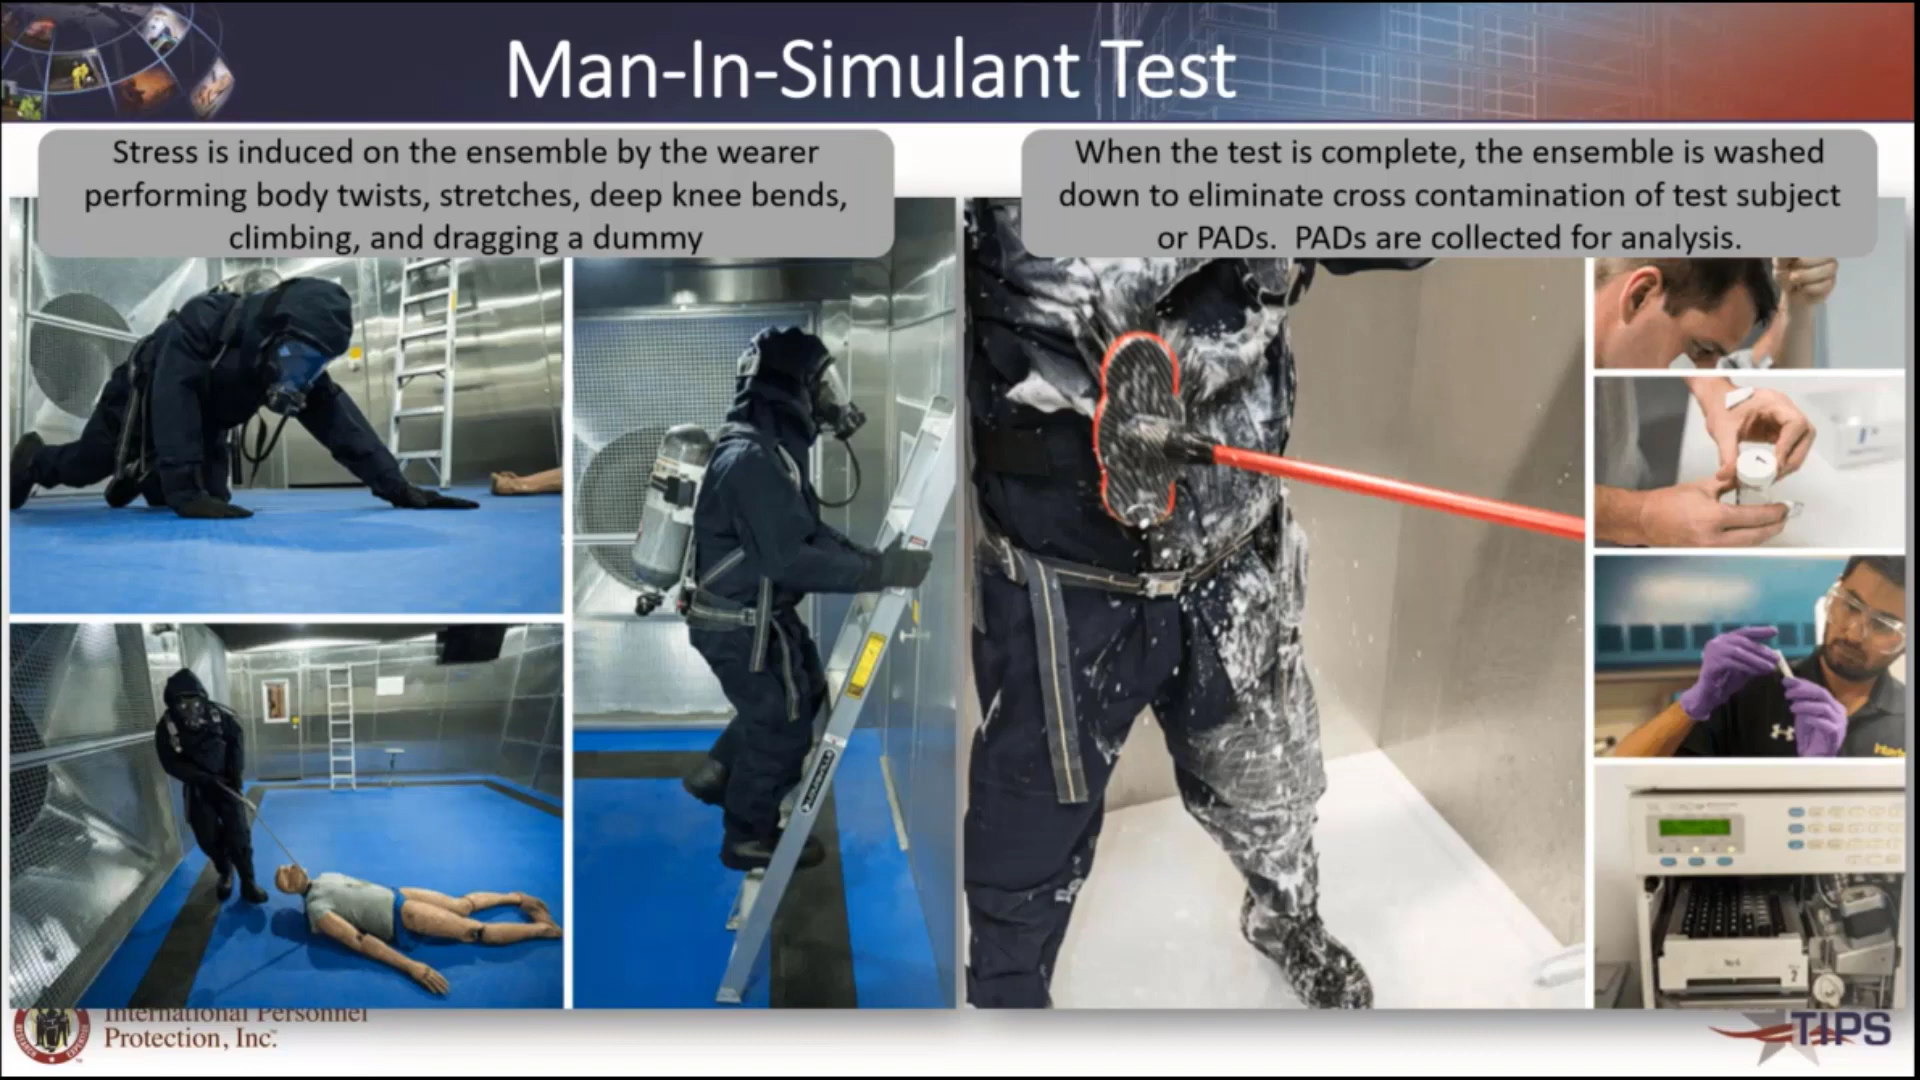 Man-In-Simulant Test
Stress is induced on the ensemble by the wearer
performing body twists, stretches, deep knee bends,
climbing, and dragging a dummy
When the test is complete, the ensemble is washed
down to eliminate cross contamination of test subject
or PADs. PADs are collected for analysis.
International Personnel
Protection, Inc.
TIPS